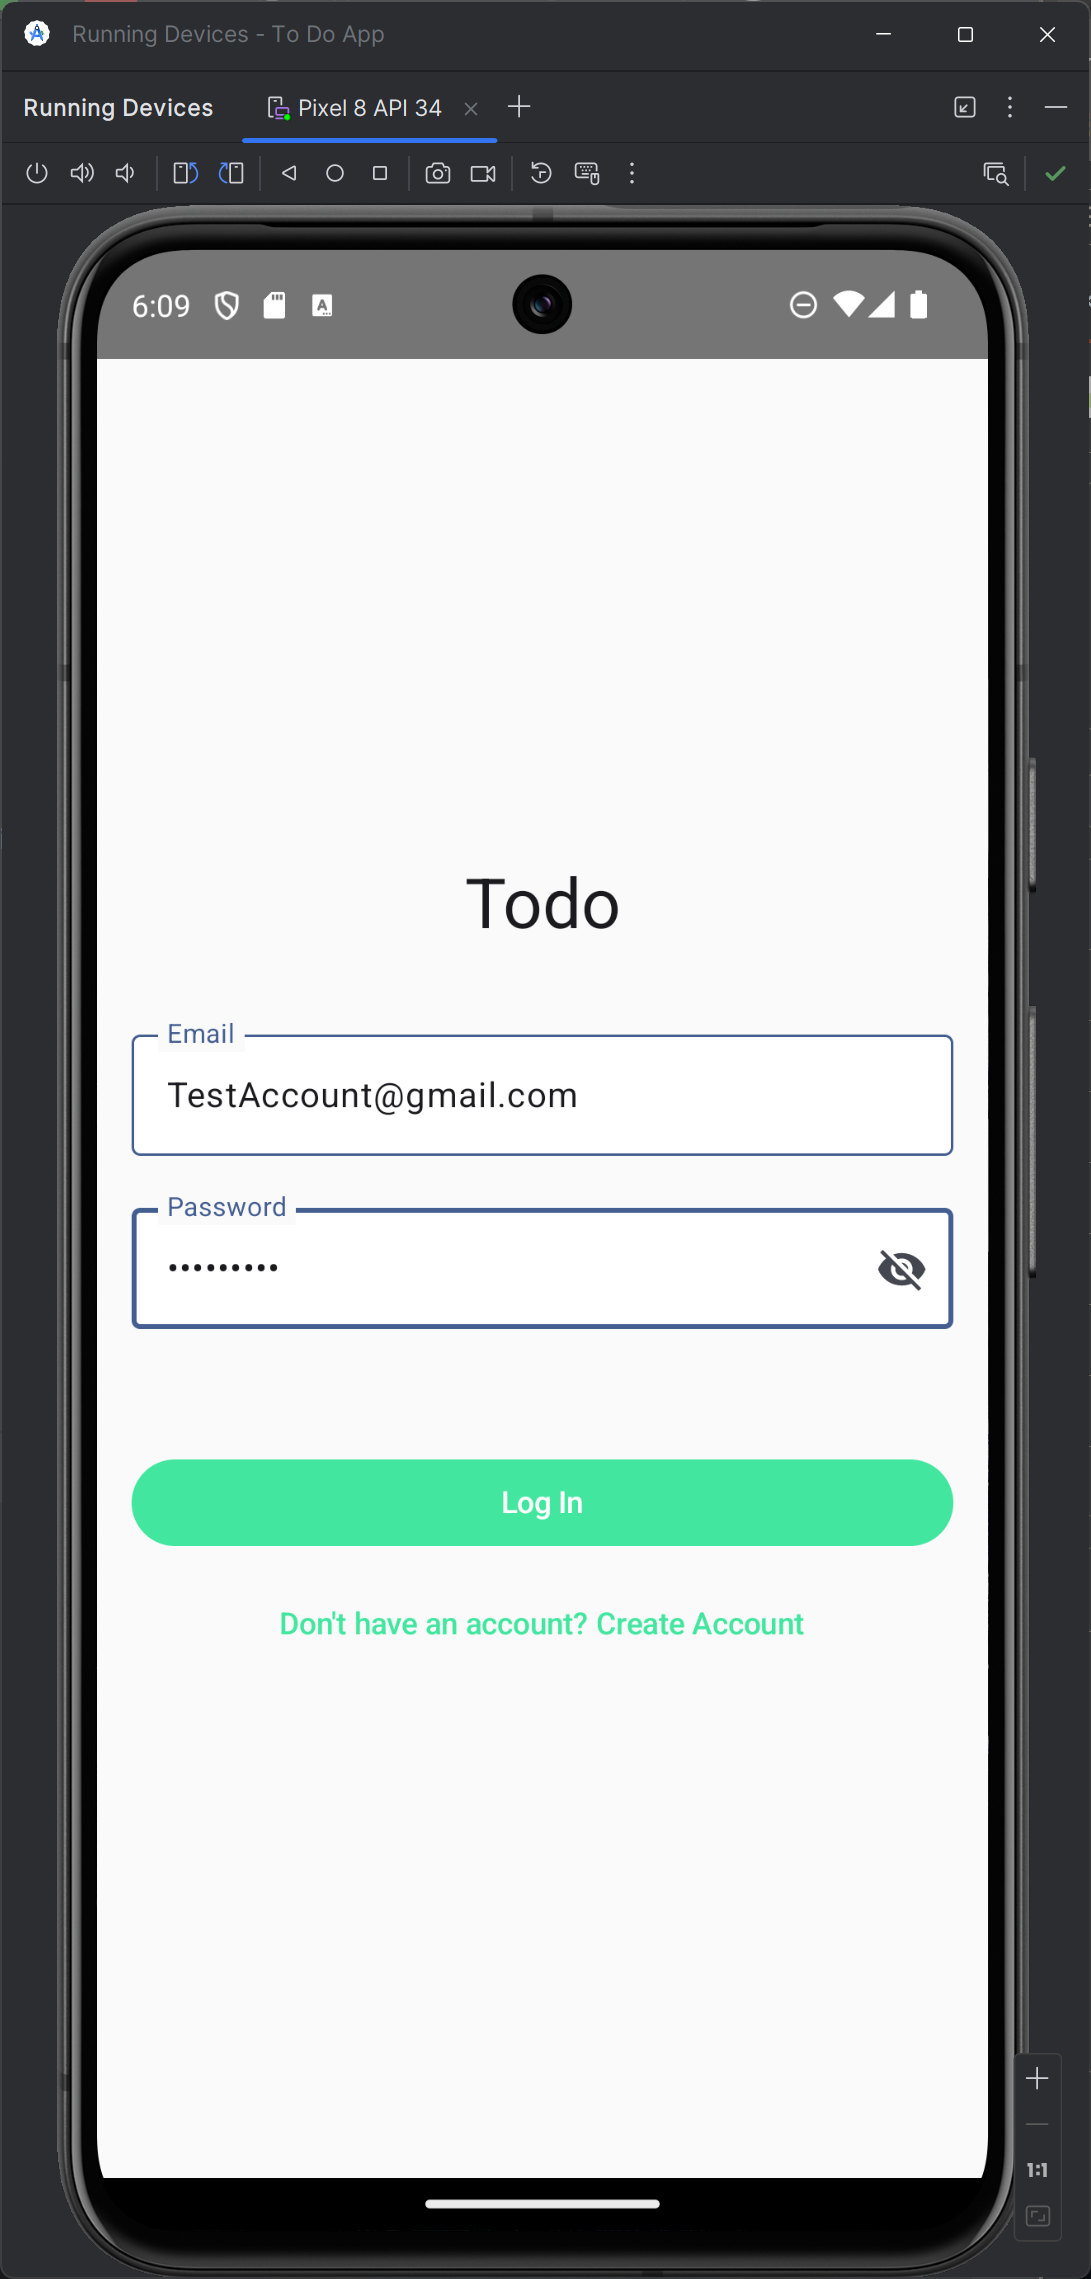 Running Devices - To Do App
Running Devices
Pixel 8 API 34
6:09
A
Todo
Email
TestAccount@gmail.com
Password
•••••••••
Log In
Don't have an account? Create Account
1:1